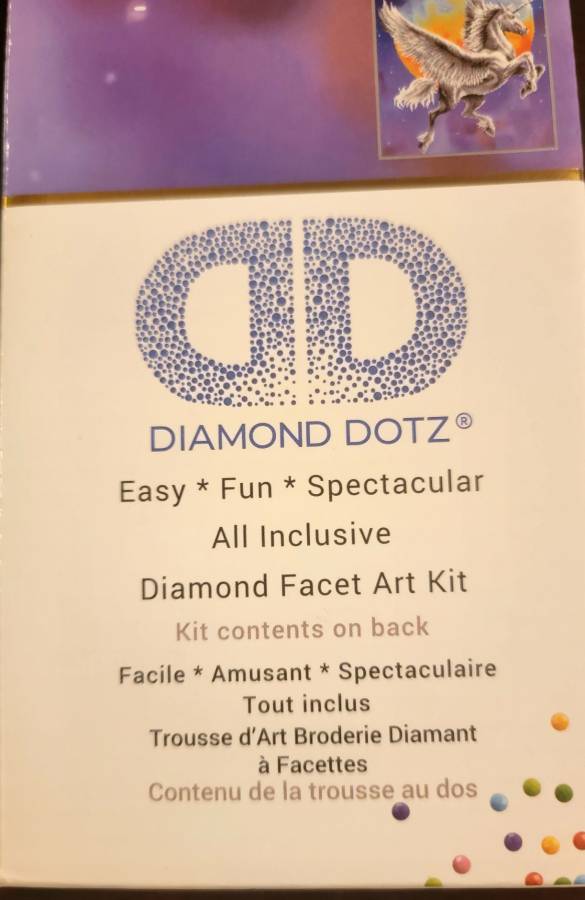 DIAMOND DOTZ®
Easy * Fun * Spectacular
All Inclusive
Diamond Facet Art Kit
Kit contents on back
Facile * Amusant * Spectaculaire
Tout inclus
Trousse d'Art Broderie Diamant
à Facettes
Contenu de la trousse au dos